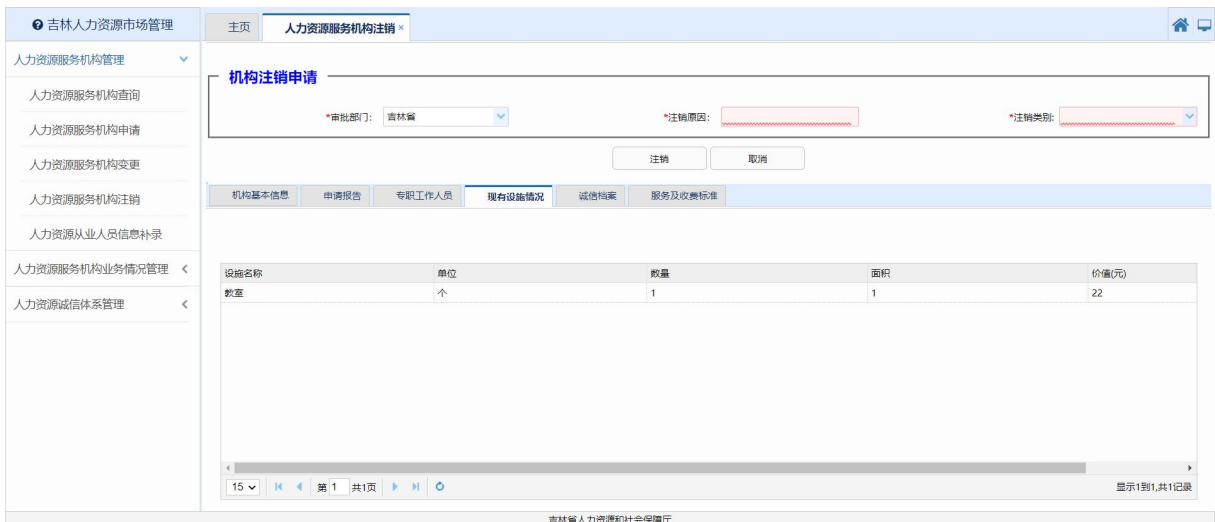 吉林人力资源市场管理
主页 人力资源服务机构注销 ×
人力资源服务机构管理
人力资源服务机构查询
人力资源服务机构申请
人力资源服务机构变更
人力资源服务机构注销
人力资源从业人员信息补录
人力资源服务机构业务情况管理
人力资源诚信体系管理
机构注销申请
*审批部门: 吉林省 *注销原因: *注销类别:
注销 取消
机构基本信息 申请报告 专职工作人员 现有设施情况 诚信档案 服务及收费标准
设施名称 单位 数量 面积 价值(元)
教室 个 1 1 22
15 第 1 共1页 显示1到1,共1记录
吉林省人力资源和社会保障厅